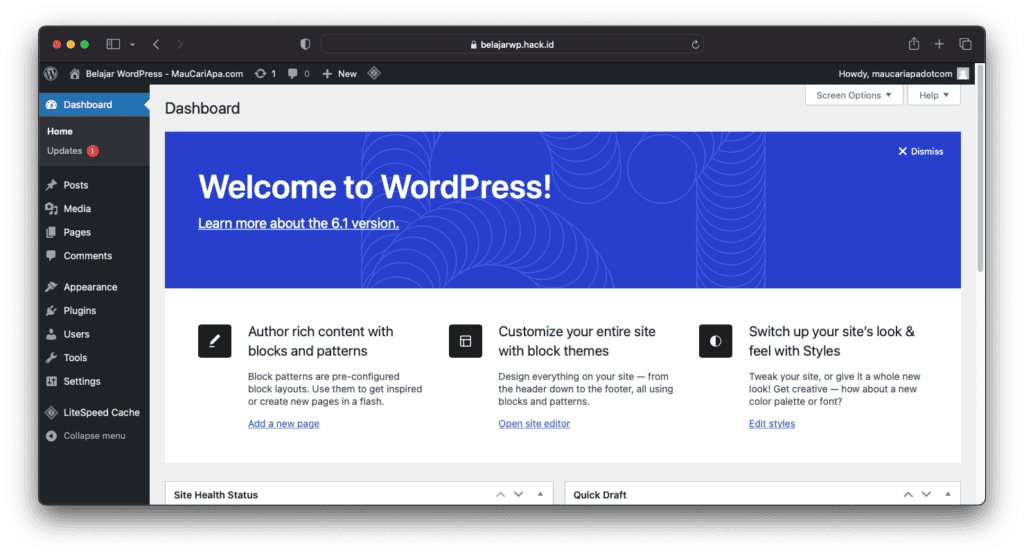 belajarwp.hack.id
Belajar WordPress - MauCariApa.com 1 0 + New
Howdy, maucariapadotcom
Dashboard
Home
Updates 1
Posts
Media
Pages
Comments
Appearance
Plugins
Users
Tools
Settings
LiteSpeed Cache
Collapse menu
Screen Options ▼
Help ▼
Dashboard
Dismiss
Welcome to WordPress!
Learn more about the 6.1 version.
Author rich content with
blocks and patterns
Block patterns are pre-configured
block layouts. Use them to get inspired
or create new pages in a flash.
Add a new page
Customize your entire site
with block themes
Design everything on your site — from
the header down to the footer, all using
blocks and patterns.
Open site editor
Switch up your site's look &
feel with Styles
Tweak your site, or give it a whole new
look! Get creative — how about a new
color palette or font?
Edit styles
Site Health Status
Quick Draft